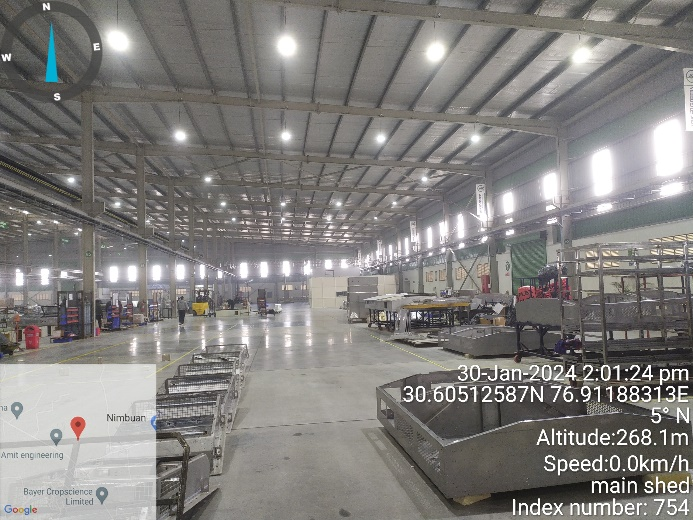 N
W
E
S
30-Jan-2024 2:01:24 pm
30.60512587N 76.91188313E
5° N
Altitude:268.1m
Speed:0.0km/h
main shed
Index number: 754
na
Nimbuan
Amit engineering
Bayer Cropscience
Limited
Google